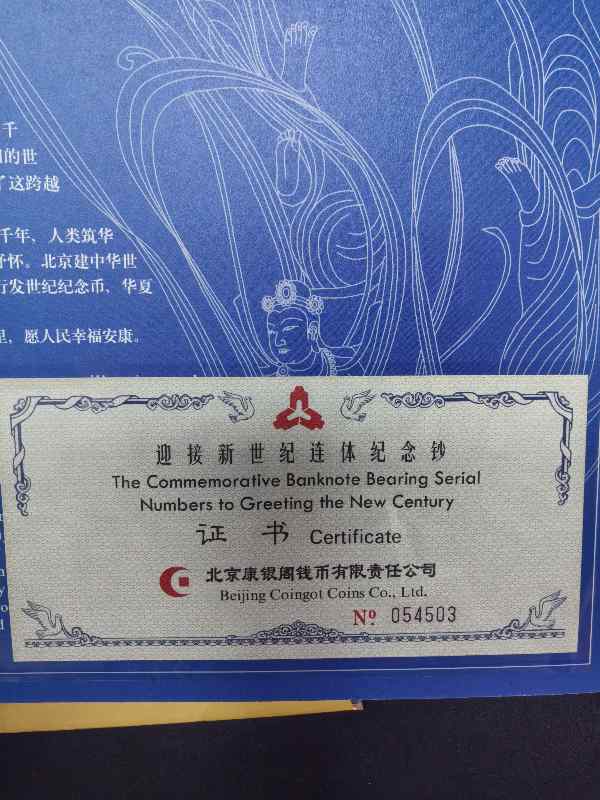 千
的世
了这跨越
千年、人类筑华
怀。北京建中华世
行发世纪纪念币、华夏
里，愿人民幸福安康。
迎接新世纪连体纪念钞
The Commemorative Banknote Bearing Serial
Numbers to Greeting the New Century
证书 Certificate
北京康银阁钱币有限责任公司
Beijing Coingot Coins Co., Ltd.
№ 054503